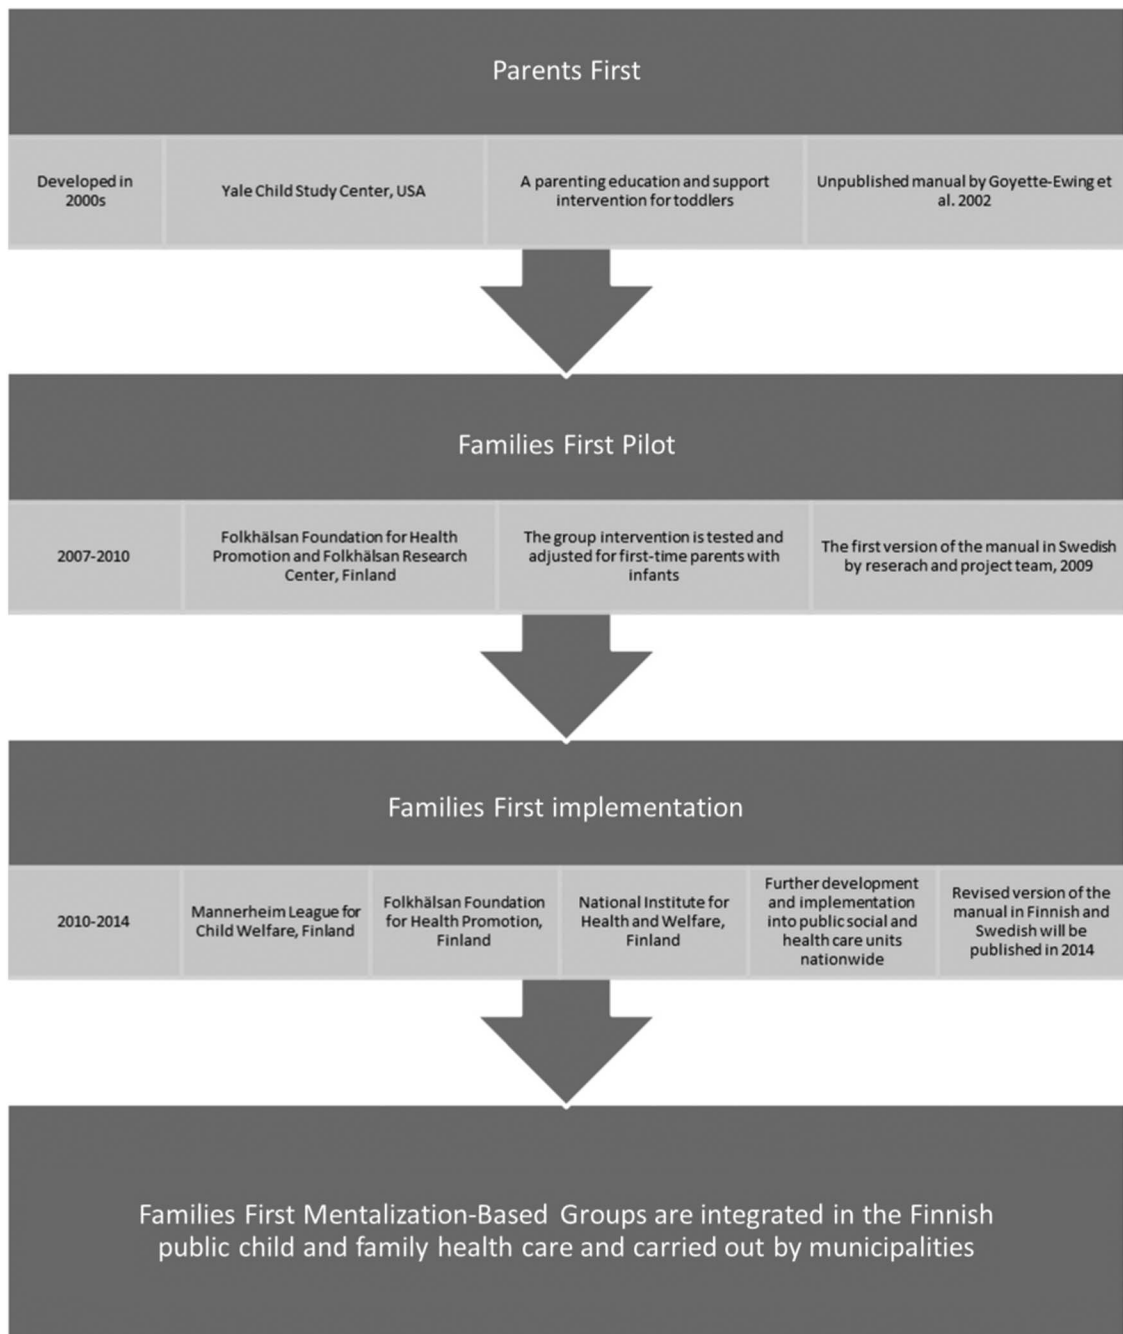 Parents First
Developed in
2000s
Yale Child Study Center, USA
A parenting education and support
intervention for toddlers
Unpublished manual by Goyette-Ewing et
al. 2002
Families First Pilot
2007-2010
Folkhälsan Foundation for Health
Promotion and Folkhälsan Research
Center, Finland
The group intervention is tested and
adjusted for first-time parents with
infants
The first version of the manual in Swedish
by reserach and project team, 2009
Families First implementation
2010-2014
Mannerheim League for
Child Welfare, Finland
Folkhälsan Foundation
for Health Promotion,
Finland
National Institute for
Health and Welfare,
Finland
Further development
and implementation
into public social and
health care units
nationwide
Revised version of the
manual in Finnish and
Swedish will be
published in 2014
Families First Mentalization-Based Groups are integrated in the Finnish
public child and family health care and carried out by municipalities